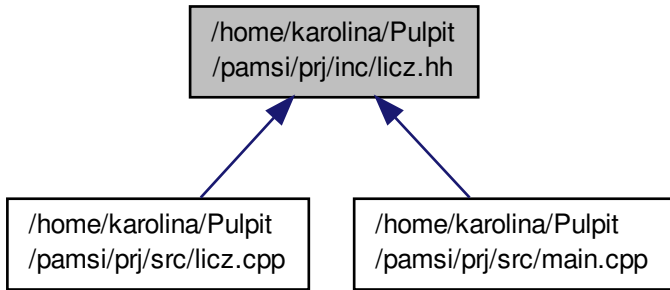 /home/karolina/Pulpit
/pamsi/prj/inc/licz.hh
/home/karolina/Pulpit
/pamsi/prj/src/licz.cpp
/home/karolina/Pulpit
/pamsi/prj/src/main.cpp